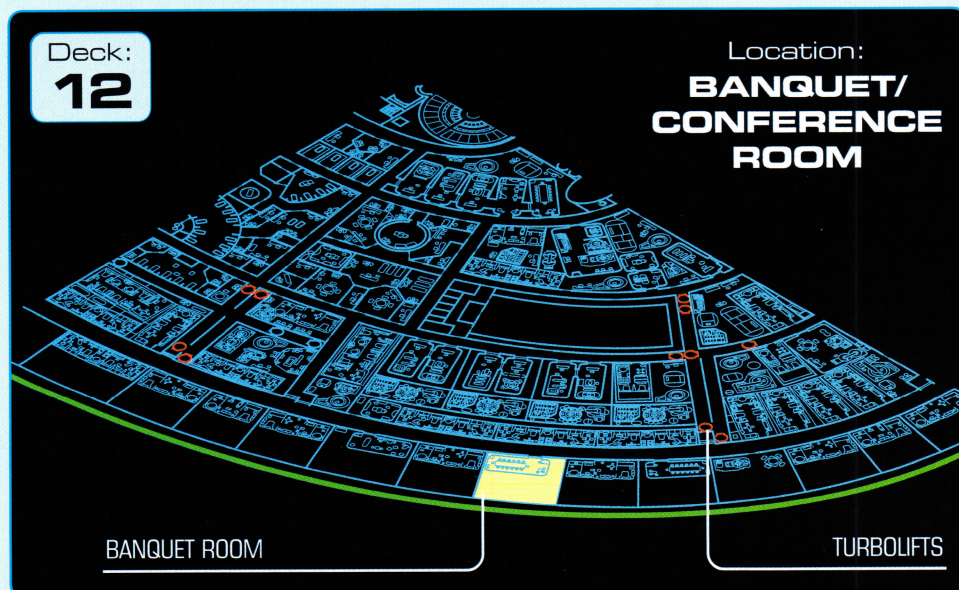 Deck:
12
Location:
BANQUET/
CONFERENCE
ROOM
BANQUET ROOM
TURBOLIFTS